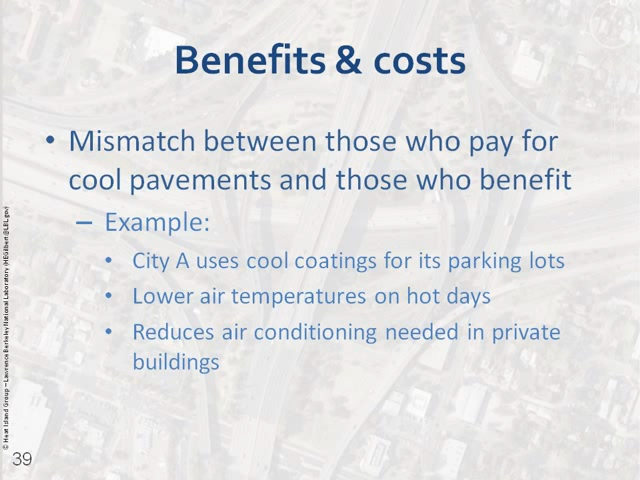 Benefits & costs
• Mismatch between those who pay for
cool pavements and those who benefit
– Example:
• City A uses cool coatings for its parking lots
• Lower air temperatures on hot days
• Reduces air conditioning needed in private
buildings
© Heat Island Group – Lawrence Berkeley National Laboratory (HEGilbert@LBL.gov)
39